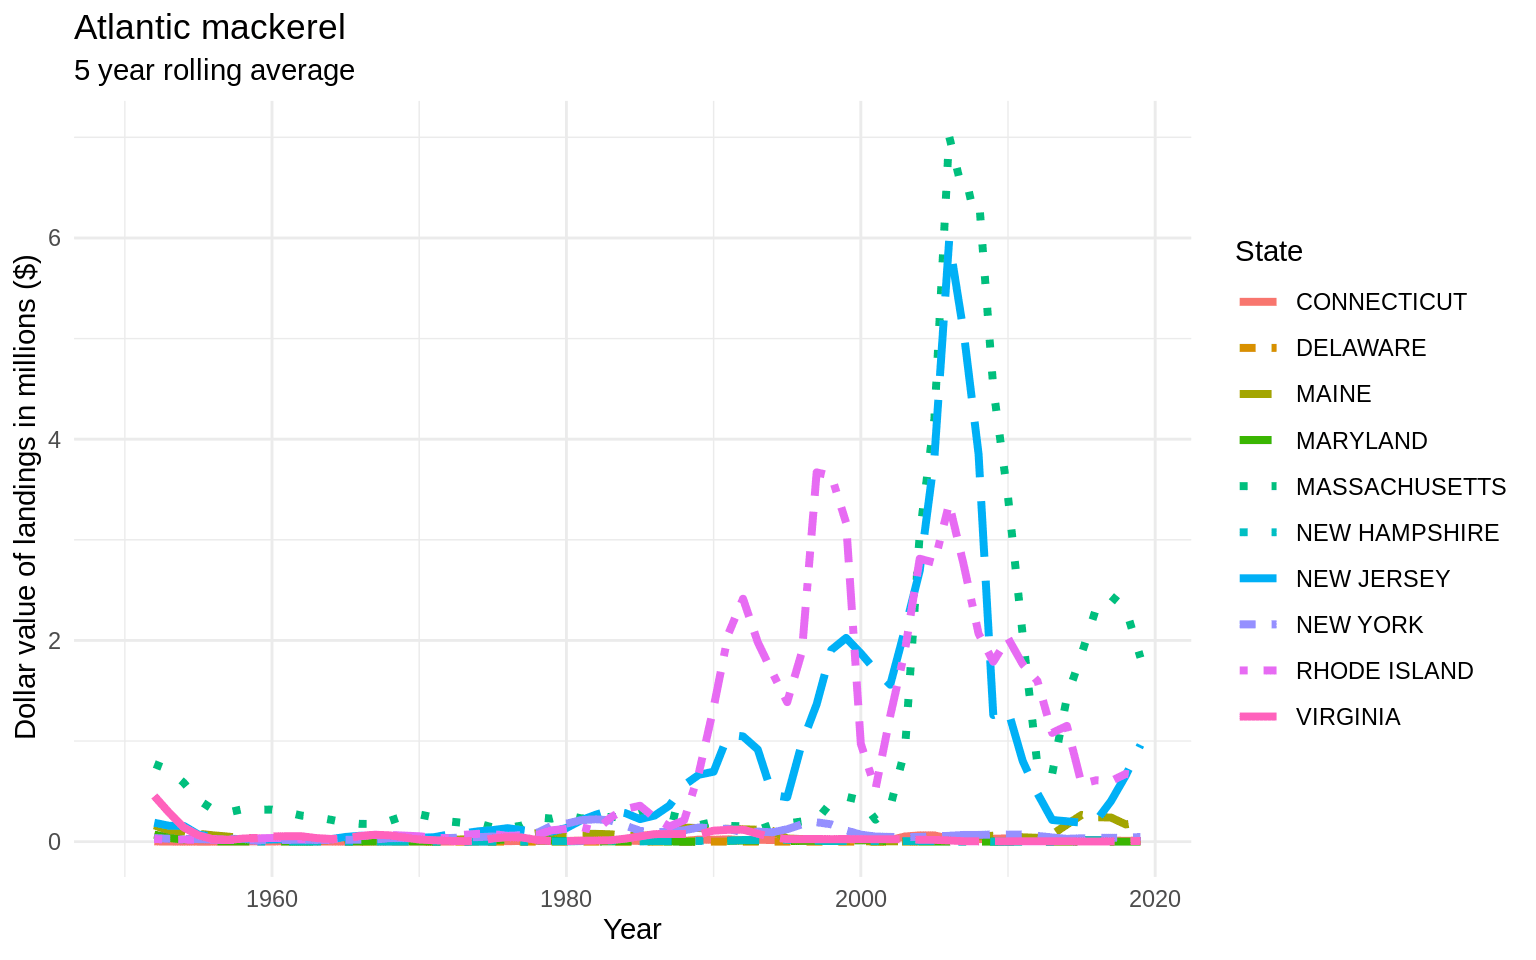 Atlantic mackerel
5 year rolling average
Dollar value of landings in millions ($)
6
4
2
0
1960
1980
2000
2020
Year
State
CONNECTICUT
DELAWARE
MAINE
MARYLAND
MASSACHUSETTS
NEW HAMPSHIRE
NEW JERSEY
NEW YORK
RHODE ISLAND
VIRGINIA